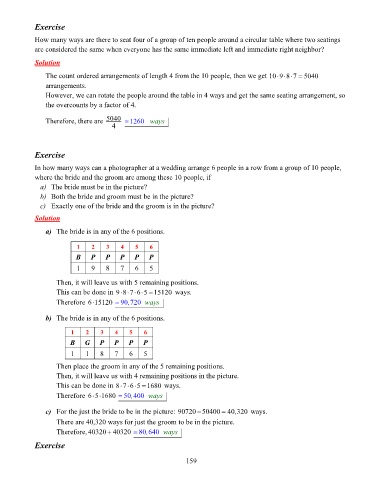 Exercise
How many ways are there to seat four of a group of ten people around a circular table where two seatings
are considered the same when everyone has the same immediate left and immediate right neighbor?
Solution
The count ordered arrangements of length 4 from the 10 people, then we get 10·9·8·7 = 5040
arrangements.
However, we can rotate the people around the table in 4 ways and get the same seating arrangement, so
the overcounts by a factor of 4.
Therefore, there are 5040/4 = 1260 ways
Exercise
In how many ways can a photographer at a wedding arrange 6 people in a row from a group of 10 people,
where the bride and the groom are among these 10 people, if
a) The bride must be in the picture?
b) Both the bride and groom must be in the picture?
c) Exactly one of the bride and the groom is in the picture?
Solution
a) The bride is in any of the 6 positions.
1 2 3 4 5 6
B P P P P P
1 9 8 7 6 5
Then, it will leave us with 5 remaining positions.
This can be done in 9·8·7·6·5 = 15120 ways.
Therefore 6·15120 = 90,720 ways
b) The bride is in any of the 6 positions.
1 2 3 4 5 6
B G P P P P
1 1 8 7 6 5
Then place the groom in any of the 5 remaining positions.
Then, it will leave us with 4 remaining positions in the picture.
This can be done in 8·7·6·5 = 1680 ways.
Therefore 6·5·1680 = 50,400 ways
c) For the just the bride to be in the picture: 90720 − 50400 = 40,320 ways.
There are 40,320 ways for just the groom to be in the picture.
Therefore, 40320 + 40320 = 80,640 ways
Exercise
159